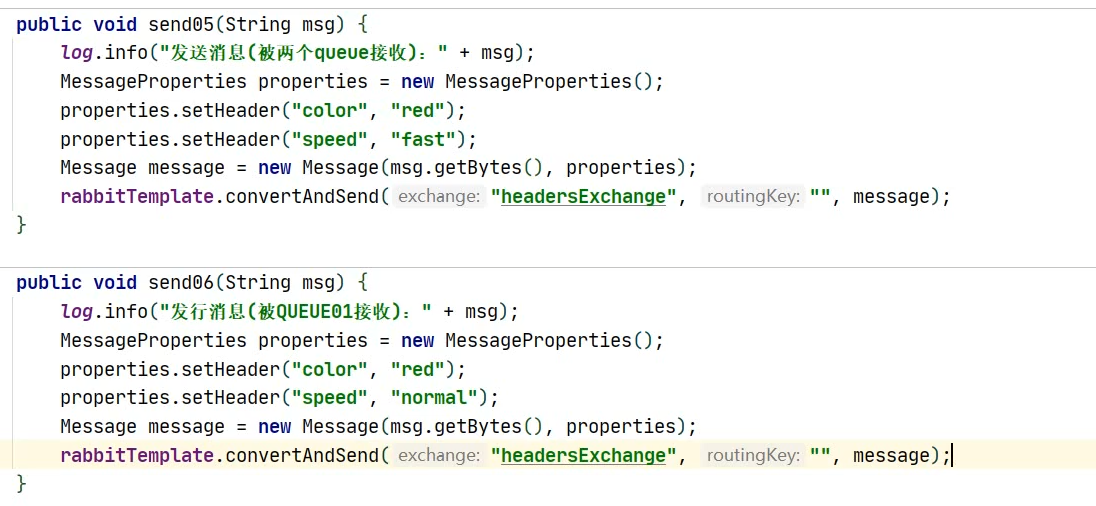 public void send05(String msg) {
log.info("发送消息(被两个queue接收)：" + msg);
MessageProperties properties = new MessageProperties();
properties.setHeader("color", "red");
properties.setHeader("speed", "fast");
Message message = new Message(msg.getBytes(), properties);
rabbitTemplate.convertAndSend( exchange: "headersExchange", routingKey: "", message);
}
public void send06(String msg) {
log.info("发行消息(被QUEUE01接收)：" + msg);
MessageProperties properties = new MessageProperties();
properties.setHeader("color", "red");
properties.setHeader("speed", "normal");
Message message = new Message(msg.getBytes(), properties);
rabbitTemplate.convertAndSend( exchange: "headersExchange", routingKey: "", message);
}